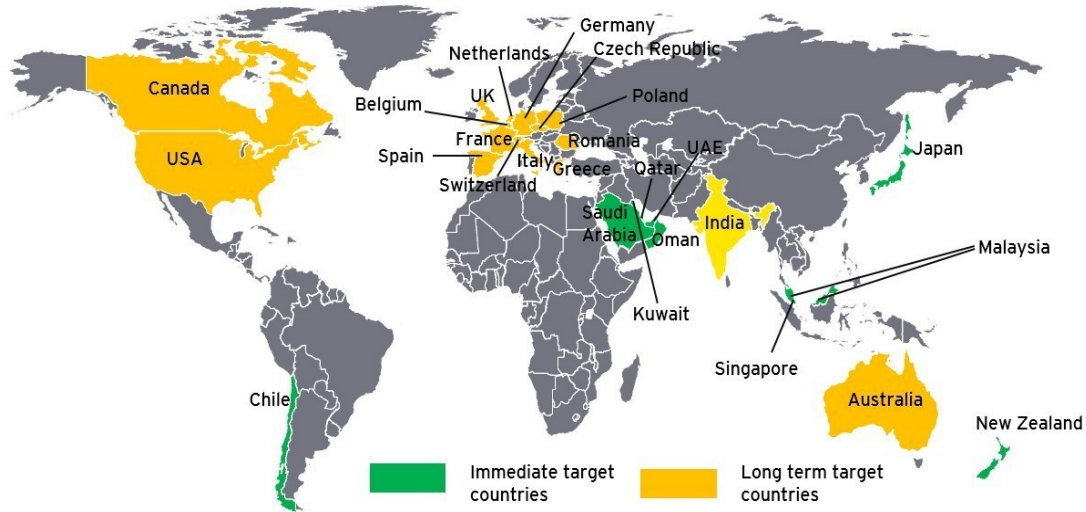 Germany
Netherlands
Czech Republic
Canada
Belgium
UK
Poland
USA
France
Romania
Spain
Italy
Greece
UAE
Qatar
Japan
Switzerland
Saudi
Arabia
Oman
India
Malaysia
Kuwait
Singapore
Chile
Australia
New Zealand
Immediate target
countries
Long term target
countries